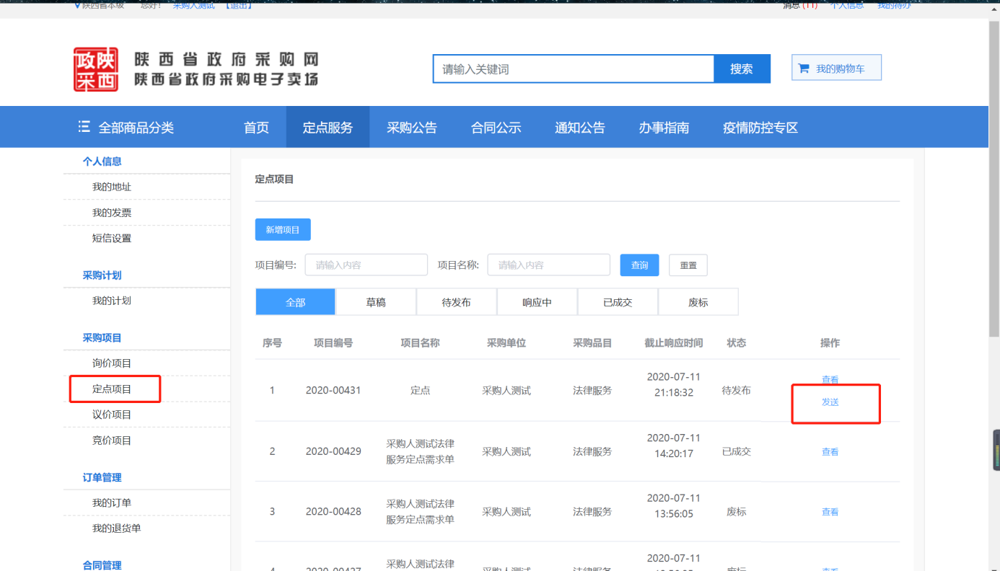 陕西省本级 您好! 采购人测试 【退出】 消息 (11) 个人信息 我的待办
政陕
采西
陕西省政府采购网
陕西省政府采购电子卖场
请输入关键词 搜索 我的购物车
全部商品分类 首页 定点服务 采购公告 合同公示 通知公告 办事指南 疫情防控专区
个人信息
我的地址
我的发票
短信设置
采购计划
我的计划
采购项目
询价项目
定点项目
议价项目
竞价项目
订单管理
我的订单
我的退货单
合同管理
定点项目
新增项目
项目编号: 请输入内容 项目名称: 请输入内容 查询 重置
全部 草稿 待发布 响应中 已成交 废标
序号 项目编号 项目名称 采购单位 采购品目 截止响应时间 状态 操作
1 2020-00431 定点 采购人测试 法律服务 2020-07-11 待发布 查看
21:18:32 发送
2 2020-00429 采购人测试法律 采购人测试 法律服务 2020-07-11 已成交 查看
服务定点需求单 14:20:17
3 2020-00428 采购人测试法律 采购人测试 法律服务 2020-07-11 废标 查看
服务定点需求单 13:56:05
4 2020-00427 采购人测试法律 采购人测试 法律服务 2020-07-11 废标 查看